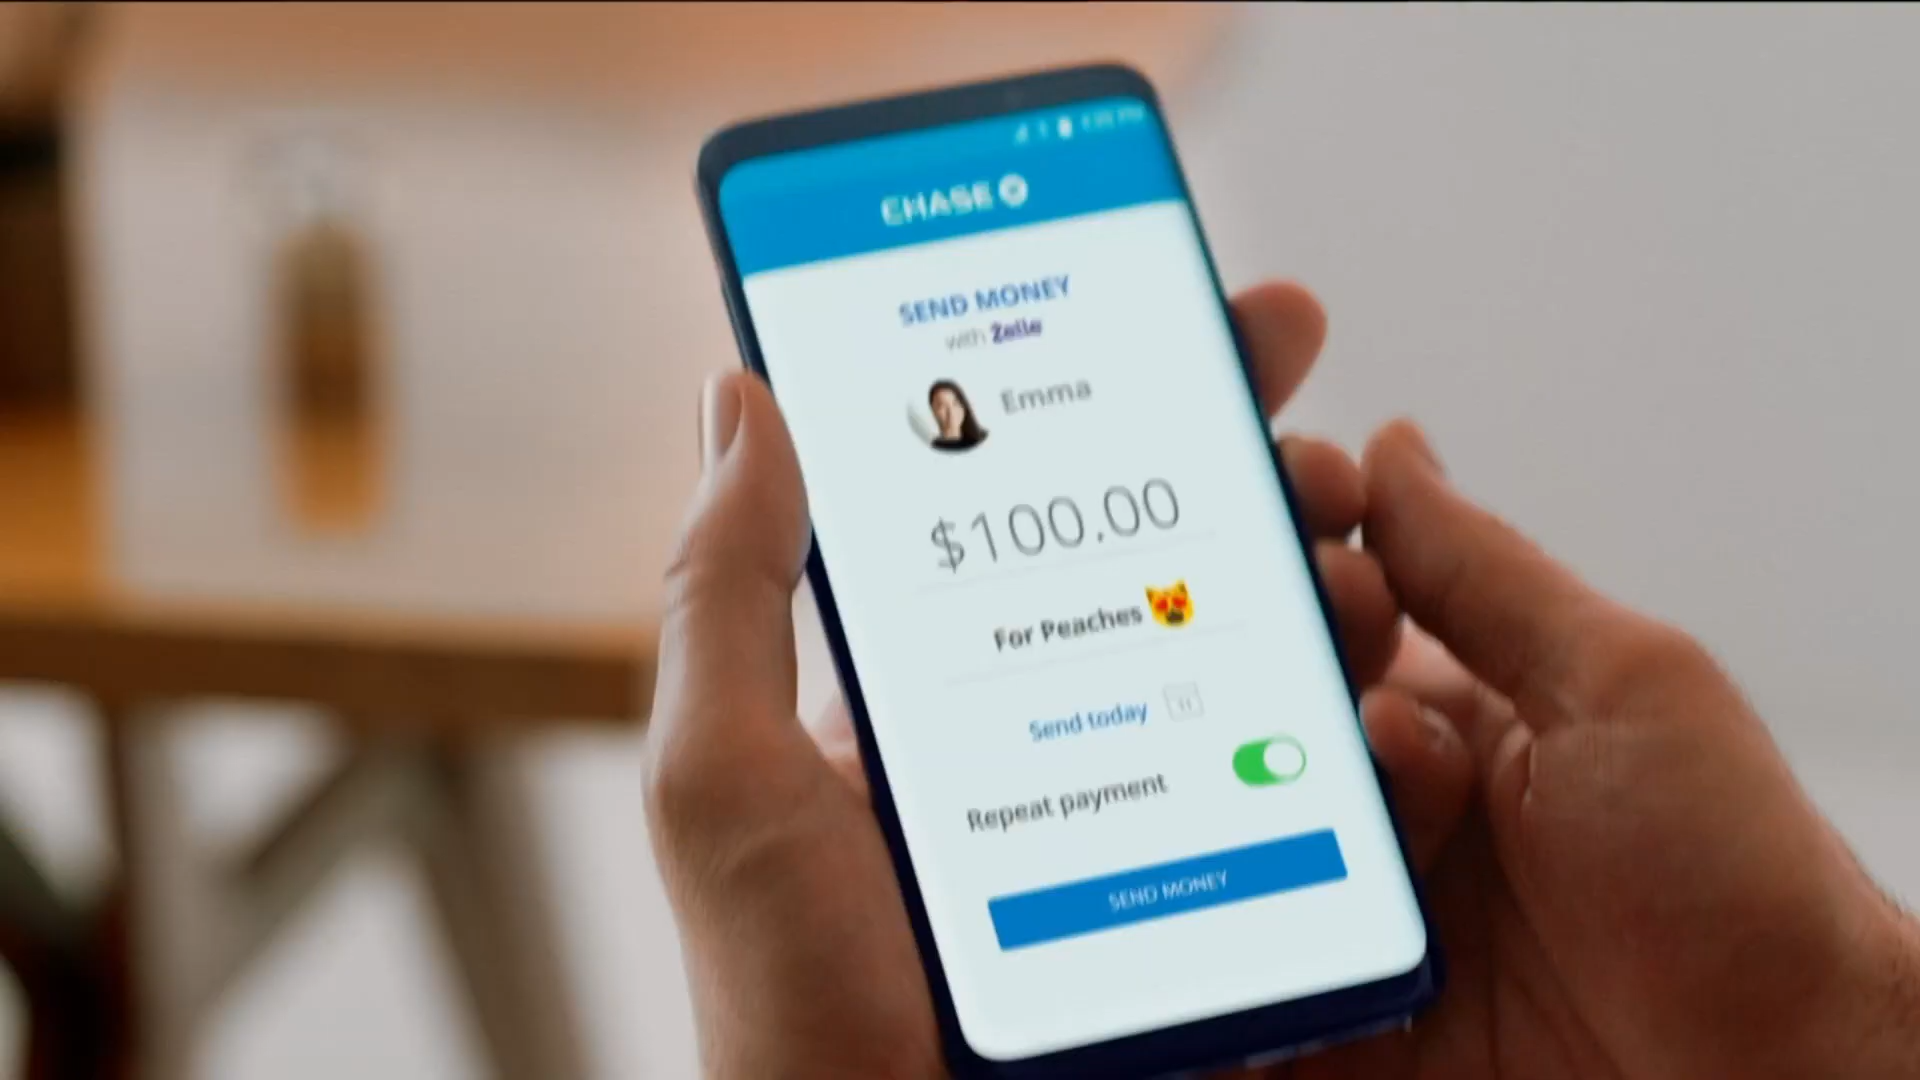 CHASE
SEND MONEY
with Zelle
Emma
$100.00
For Peaches 😻
Send today
Repeat payment
SEND MONEY